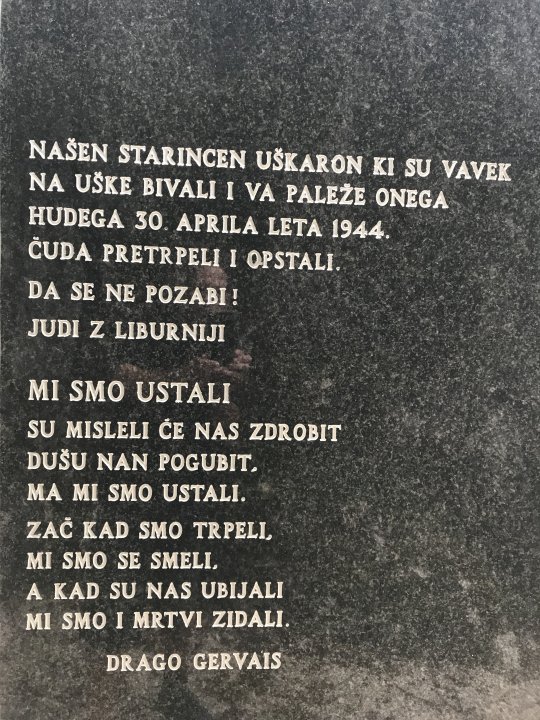 NAŠEN STARINCEN UŠKARON KI SU VAVEK
NA UŠKE BIVALI I VA PALEŽE ONEGA
HUDEGA 30. APRILA LETA 1944.
ČUDA PRETRPELI I OPSTALI.
DA SE NE POZABI!
JUDI Z LIBURNIJI
MI SMO USTALI
SU MISLELI ĆE NAS ZDROBIT
DUŠU NAN POGUBIT,
MA MI SMO USTALI.
ZAČ KAD SMO TRPELI,
MI SMO SE SMELI,
A KAD SU NAS UBIJALI
MI SMO I MRTVI ZIDALI.
DRAGO GERVAIS